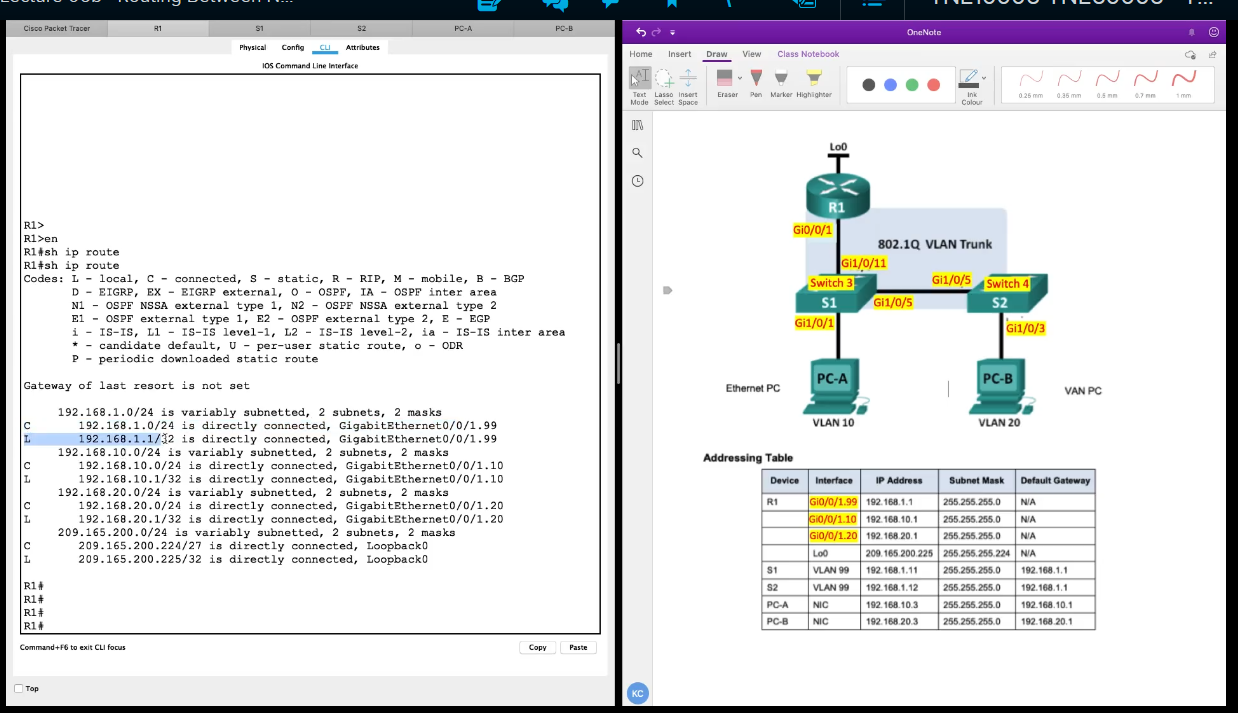 Cisco Packet Tracer R1 S1 S2 PC-A PC-B
Physical Config CLI Attributes
IOS Command Line Interface
R1>
R1>en
R1#sh ip route
R1#sh ip route
Codes: L - local, C - connected, S - static, R - RIP, M - mobile, B - BGP
D - EIGRP, EX - EIGRP external, O - OSPF, IA - OSPF inter area
N1 - OSPF NSSA external type 1, N2 - OSPF NSSA external type 2
E1 - OSPF external type 1, E2 - OSPF external type 2, E - EGP
i - IS-IS, L1 - IS-IS level-1, L2 - IS-IS level-2, ia - IS-IS inter area
* - candidate default, U - per-user static route, o - ODR
P - periodic downloaded static route
Gateway of last resort is not set
192.168.1.0/24 is variably subnetted, 2 subnets, 2 masks
C 192.168.1.0/24 is directly connected, GigabitEthernet0/0/1.99
L 192.168.1.1/32 is directly connected, GigabitEthernet0/0/1.99
192.168.10.0/24 is variably subnetted, 2 subnets, 2 masks
C 192.168.10.0/24 is directly connected, GigabitEthernet0/0/1.10
L 192.168.10.1/32 is directly connected, GigabitEthernet0/0/1.10
192.168.20.0/24 is variably subnetted, 2 subnets, 2 masks
C 192.168.20.0/24 is directly connected, GigabitEthernet0/0/1.20
L 192.168.20.1/32 is directly connected, GigabitEthernet0/0/1.20
209.165.200.0/24 is variably subnetted, 2 subnets, 2 masks
C 209.165.200.224/27 is directly connected, Loopback0
L 209.165.200.225/32 is directly connected, Loopback0
R1#
R1#
R1#
R1#
Command+F6 to exit CLI focus
Copy Paste
Top
OneNote
Home Insert Draw View Class Notebook
Text Mode
Lasso Select
Insert Space
Eraser
Pen
Marker
Highlighter
Ink Colour
0.25 mm 0.35 mm 0.5 mm 0.7 mm 1 mm
Lo0
R1
Gi0/0/1
802.1Q VLAN Trunk
Gi1/0/11
Switch 3
Gi1/0/5
Switch 4
S1
Gi1/0/5
S2
Gi1/0/1
Gi1/0/3
PC-A
PC-B
Ethernet PC
VAN PC
VLAN 10
VLAN 20
Addressing Table
Device Interface IP Address Subnet Mask Default Gateway
R1 Gi0/0/1.99 192.168.1.1 255.255.255.0 N/A
Gi0/0/1.10 192.168.10.1 255.255.255.0 N/A
Gi0/0/1.20 192.168.20.1 255.255.255.0 N/A
Lo0 209.165.200.225 255.255.255.224 N/A
S1 VLAN 99 192.168.1.11 255.255.255.0 192.168.1.1
S2 VLAN 99 192.168.1.12 255.255.255.0 192.168.1.1
PC-A NIC 192.168.10.3 255.255.255.0 192.168.10.1
PC-B NIC 192.168.20.3 255.255.255.0 192.168.20.1
KC